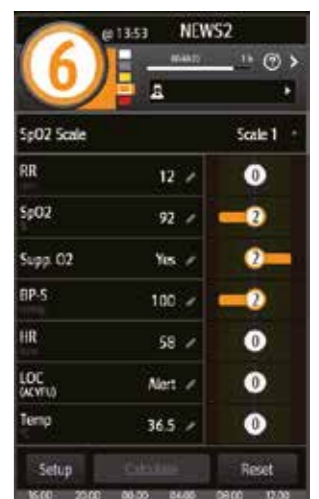 @ 13:53 NEWS2
6
1 h ? >
SpO2 Scale Scale 1
RR 12 0
SpO2 92 2
Supp. O2 Yes 2
BP-S 100 2
HR 58 0
LOC Alert 0
(ACVPU)
Temp 36.5 0
Setup Calculate Reset
16:00 20:00 00:00 04:00 08:00 12:00